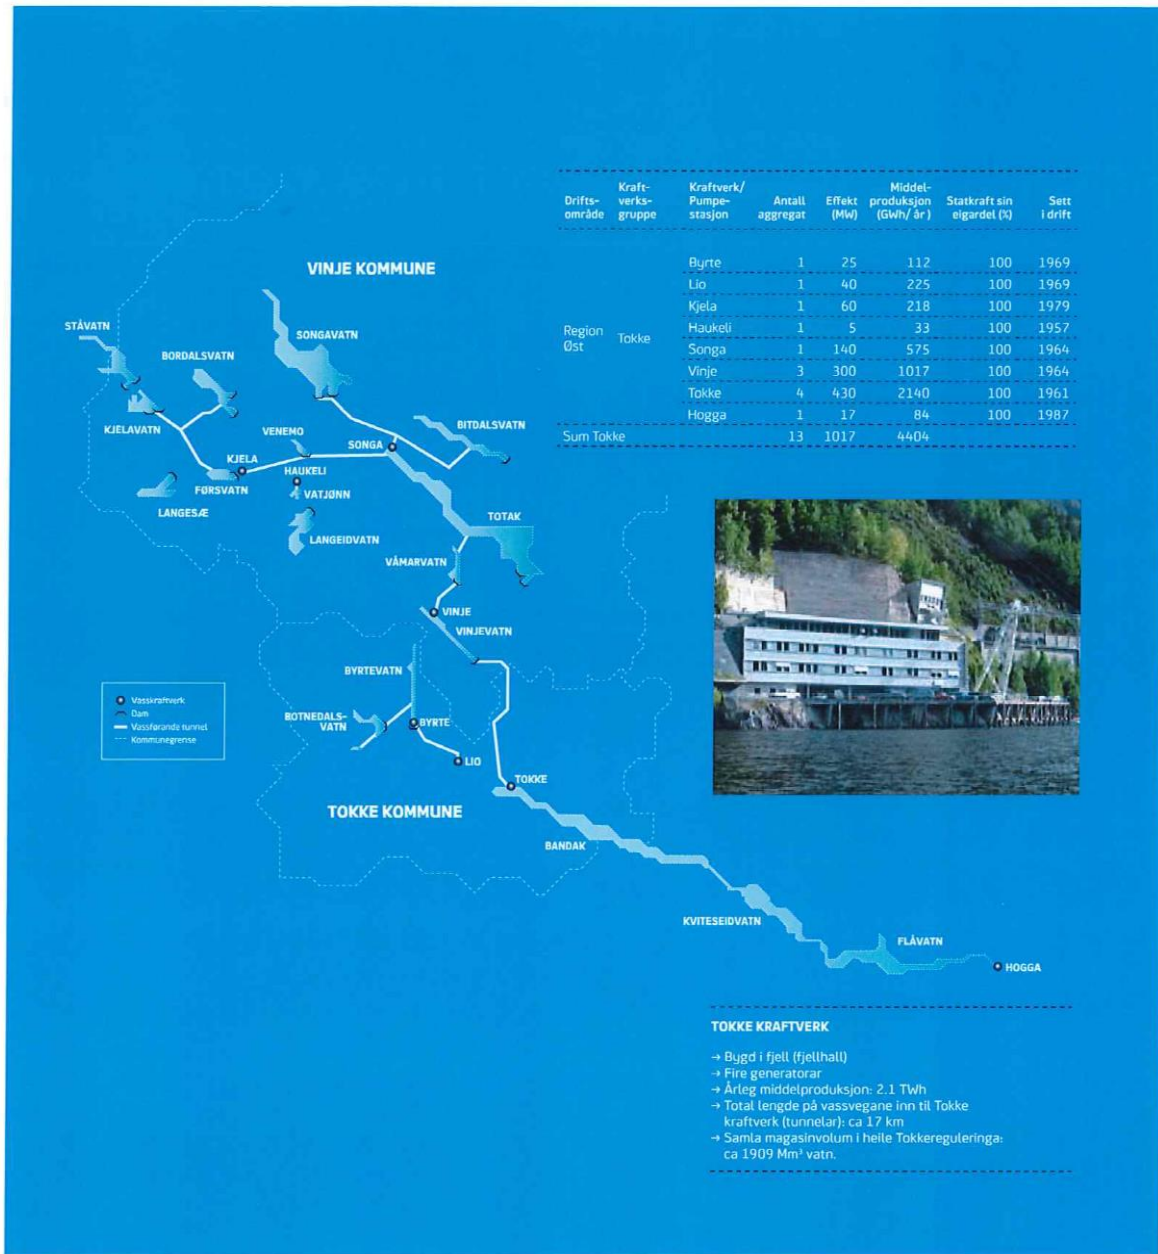 Drifts-
område
Kraft-
verks-
gruppe
Kraftverk/
Pumpe-
stasjon
Antall
aggregat
Effekt
(MW)
Middel-
produksjon
(GWh/ år )
Statkraft sin
eigardel (%)
Sett
i drift
Region
Øst
Tokke
Byrte 1 25 112 100 1969
Lio 1 40 225 100 1969
Kjela 1 60 218 100 1979
Haukeli 1 5 33 100 1957
Songa 1 140 575 100 1964
Vinje 3 300 1017 100 1964
Tokke 4 430 2140 100 1961
Hogga 1 17 84 100 1987
Sum Tokke 13 1017 4404
VINJE KOMMUNE
STÅVATN
SONGAVATN
BORDALSVATN
KJELAVATN
VENEMO
SONGA
BITDALSVATN
KJELA
HAUKELI
FØRSVATN
VATJØNN
LANGESÆ
TOTAK
LANGEIDVATN
VÅMARVATN
VINJE
VINJEVATN
BYRTEVATN
Vasskraftverk
Dam
Vassførande tunnel
Kommunegrense
BOTNEDALS-
VATN
BYRTE
LIO
TOKKE
TOKKE KOMMUNE
BANDAK
KVITESEIDVATN
FLÅVATN
HOGGA
TOKKE KRAFTVERK
→ Bygd i fjell (fjellhall)
→ Fire generatorar
→ Årleg middelproduksjon: 2.1 TWh
→ Total lengde på vassvegane inn til Tokke
kraftverk (tunnelar): ca 17 km
→ Samla magasinvolum i heile Tokkereguleringa:
ca 1909 Mm³ vatn.